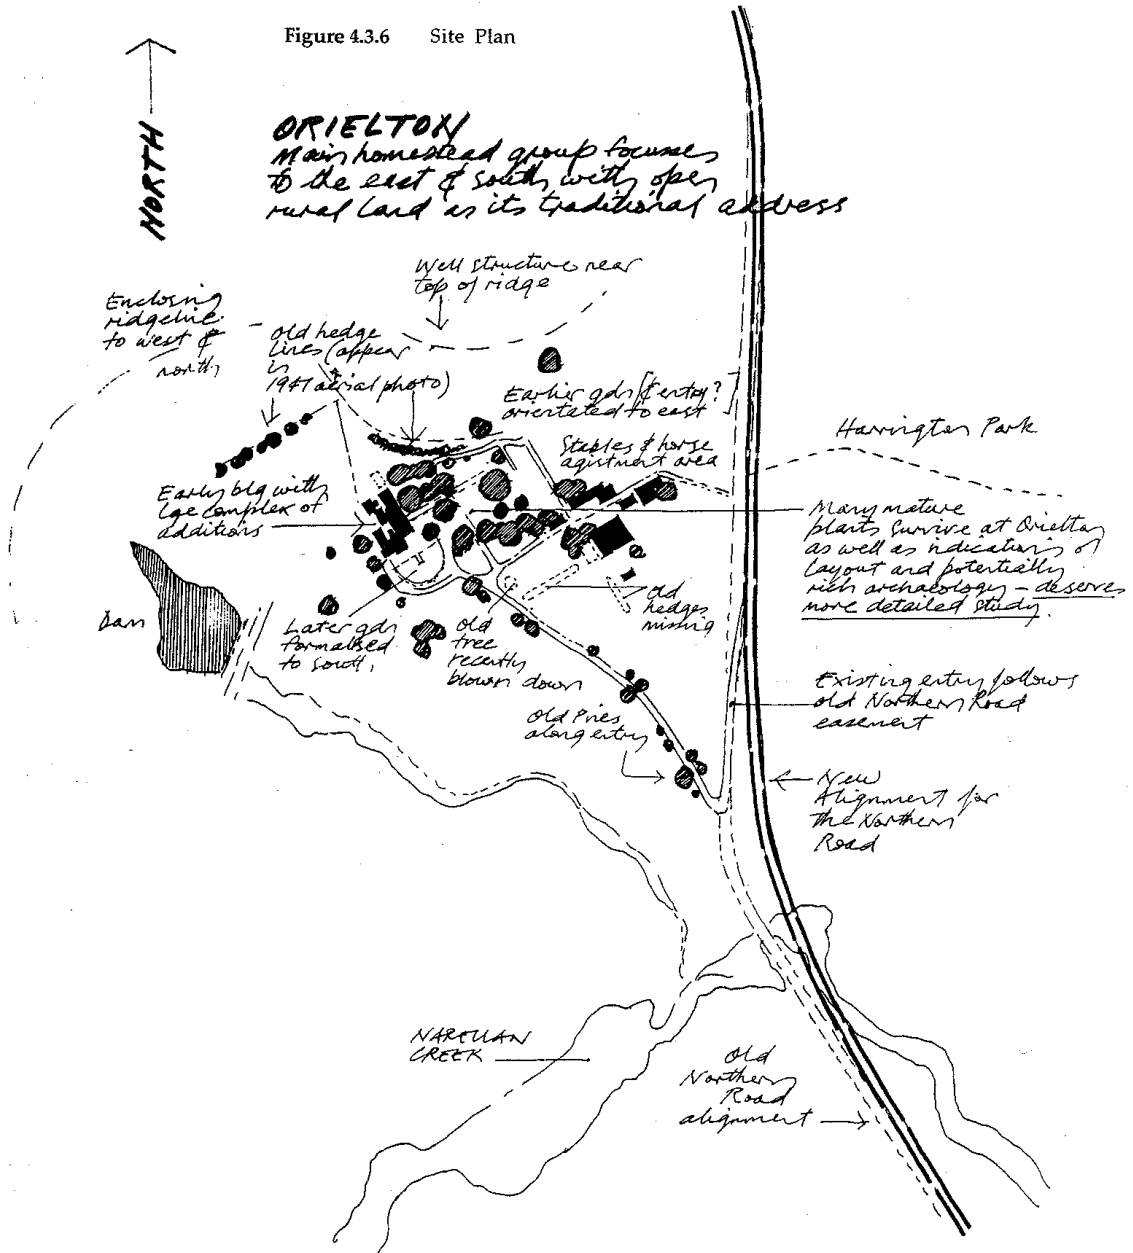 Figure 4.3.6 Site Plan
NORTH
ORIELTON
Main homestead group focusses
to the east & south with open
rural land as its traditional address
Well structure near
top of ridge
Enclosing
ridgeline
to west &
north
Old hedge
lines (appear
in
1947 aerial photo)
Earlier gdn [& entry?]
orientated to east
Stables & horse
agistment area
Harrington Park
Early blg with
lge complex of
additions
Many mature
plants survive at Orielton
as well as indications of
layout and potentially
rich archaeology - deserves
more detailed study.
Dam
Later gdn
formalised
to south.
Old
tree
recently
blown down
Old
hedges
missing
Old Pines
along entry
Existing entry follows
old Northern Road
easement
New
Alignment for
the Northern
Road
NARELLAN
CREEK
Old
Northern
Road
alignment